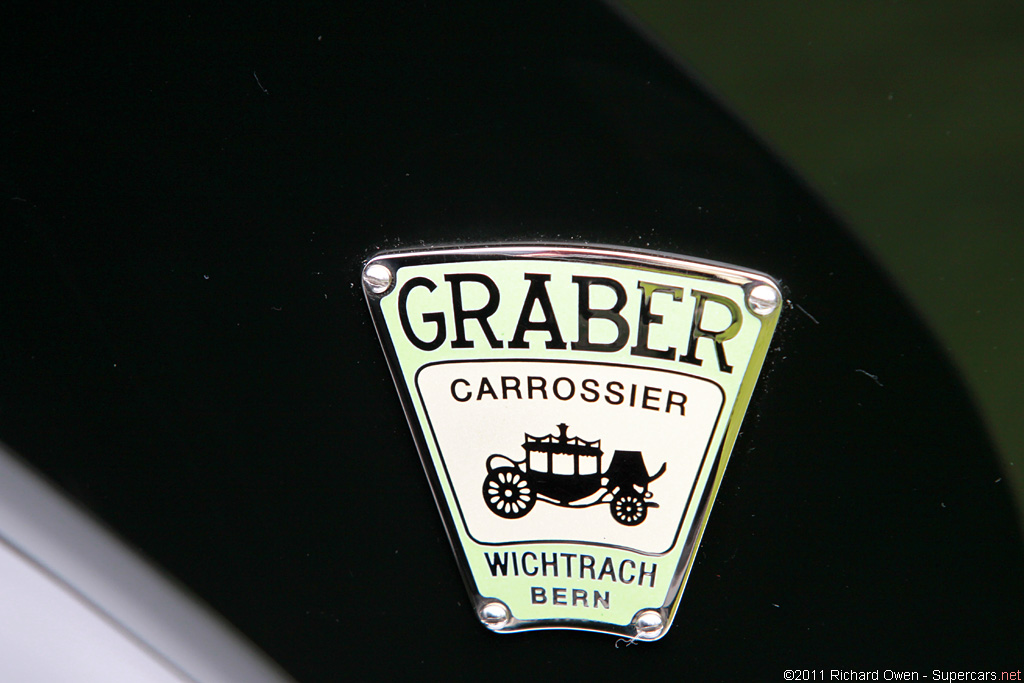 GRABER
CARROSSIER
WICHTRACH
BERN
©2011 Richard Owen - Supercars.net